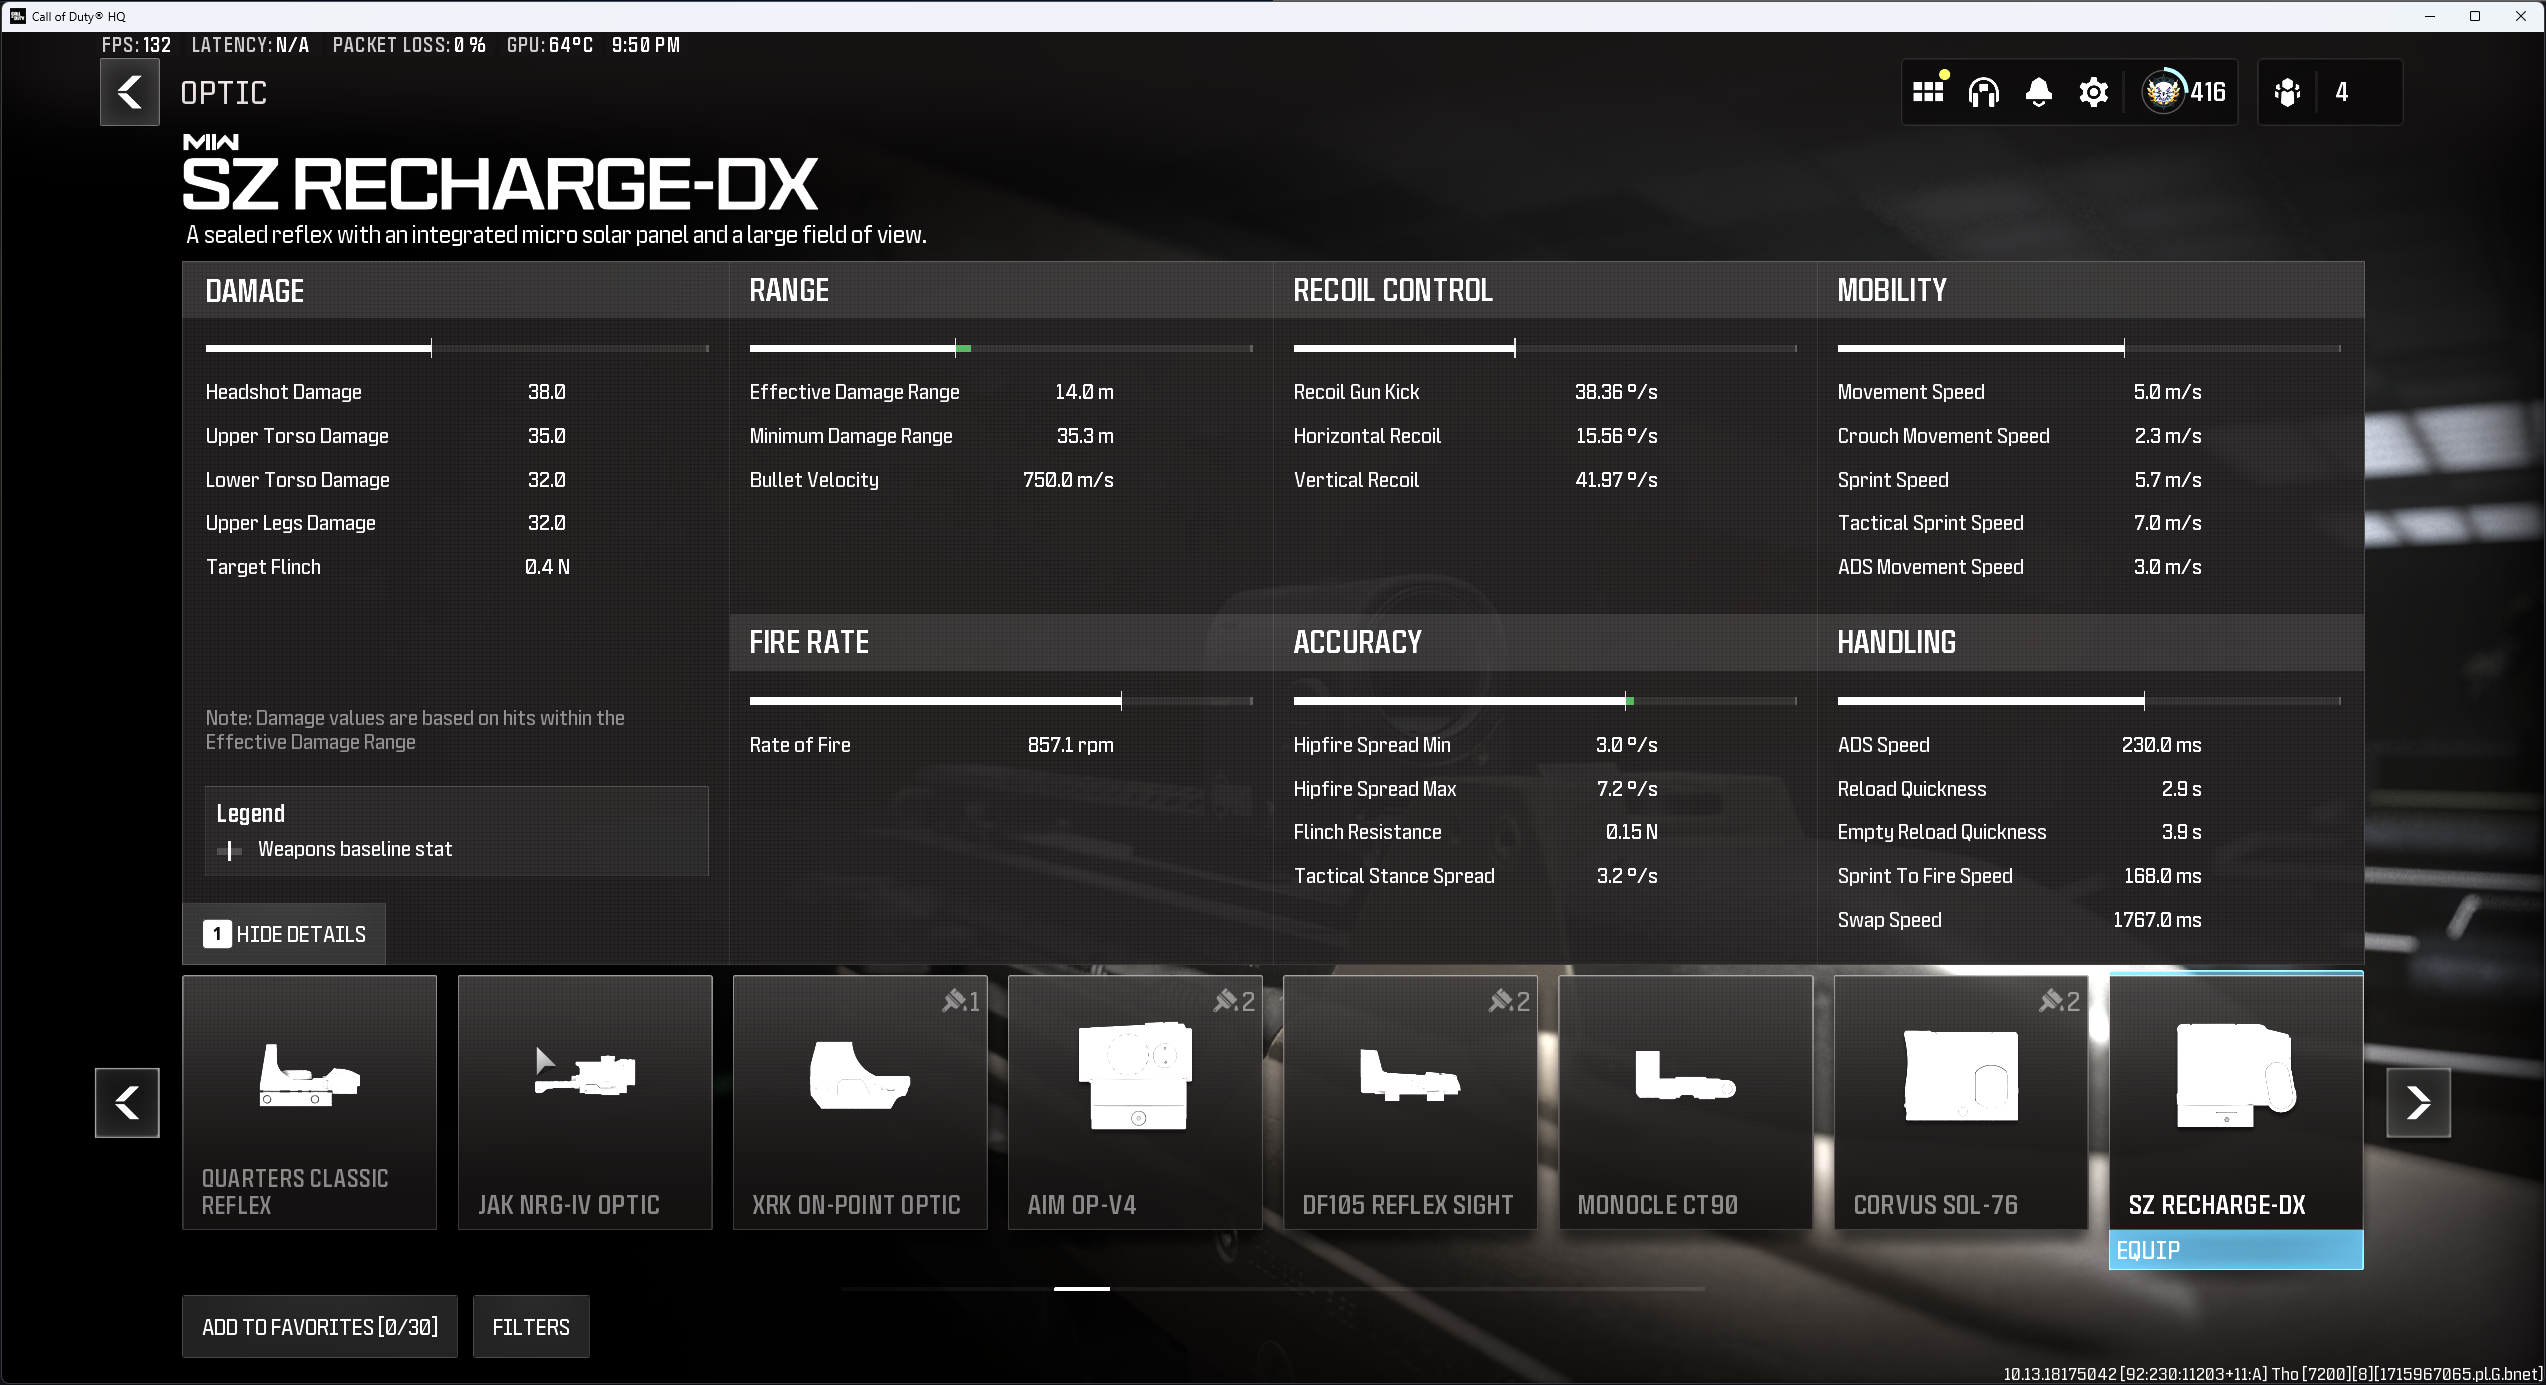 Call of Duty® HQ
FPS: 132 LATENCY: N/A PACKET LOSS: 0 % GPU: 64ºC 9:50 PM
OPTIC
416
4
MW
SZ RECHARGE-DX
A sealed reflex with an integrated micro solar panel and a large field of view.
DAMAGE
Headshot Damage 38.0
Upper Torso Damage 35.0
Lower Torso Damage 32.0
Upper Legs Damage 32.0
Target Flinch 0.4 N
Note: Damage values are based on hits within the
Effective Damage Range
Legend
Weapons baseline stat
1 HIDE DETAILS
RANGE
Effective Damage Range 14.0 m
Minimum Damage Range 35.3 m
Bullet Velocity 750.0 m/s
FIRE RATE
Rate of Fire 857.1 rpm
RECOIL CONTROL
Recoil Gun Kick 38.36 º/s
Horizontal Recoil 15.56 º/s
Vertical Recoil 41.97 º/s
ACCURACY
Hipfire Spread Min 3.0 º/s
Hipfire Spread Max 7.2 º/s
Flinch Resistance 0.15 N
Tactical Stance Spread 3.2 º/s
MOBILITY
Movement Speed 5.0 m/s
Crouch Movement Speed 2.3 m/s
Sprint Speed 5.7 m/s
Tactical Sprint Speed 7.0 m/s
ADS Movement Speed 3.0 m/s
HANDLING
ADS Speed 230.0 ms
Reload Quickness 2.9 s
Empty Reload Quickness 3.9 s
Sprint To Fire Speed 168.0 ms
Swap Speed 1767.0 ms
QUARTERS CLASSIC
REFLEX
JAK NRG-IV OPTIC
1
XRK ON-POINT OPTIC
2
AIM OP-V4
2
DF105 REFLEX SIGHT
MONOCLE CT90
2
CORVUS SOL-76
SZ RECHARGE-DX
EQUIP
ADD TO FAVORITES [0/30]
FILTERS
10.13.18175042 [92:230:11203+11:A] Tho [7200][8][1715967065.pl.G.bnet]